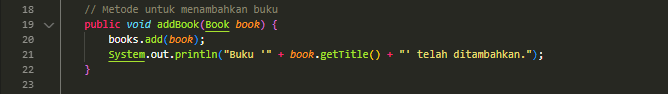 18 // Metode untuk menambahkan buku
19 public void addBook(Book book) {
20 books.add(book);
21 System.out.println("Buku '" + book.getTitle() + "' telah ditambahkan.");
22 }
23